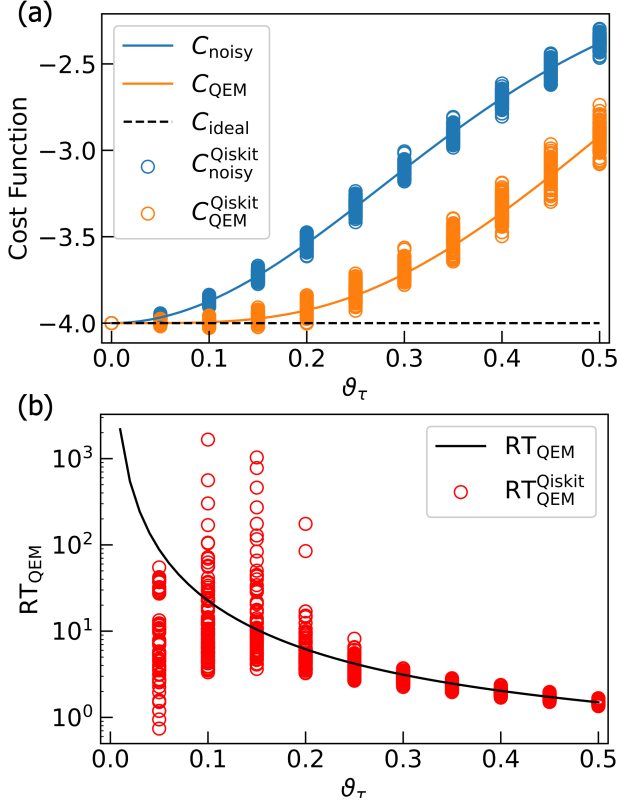 (a)
Cost Function
−2.5
−3.0
−3.5
−4.0
C_noisy
C_QEM
C_ideal
C_noisy^Qiskit
C_QEM^Qiskit
0.0 0.1 0.2 0.3 0.4 0.5
ϑ_τ
(b)
RT_QEM
10^3
10^2
10^1
10^0
RT_QEM
RT_QEM^Qiskit
0.0 0.1 0.2 0.3 0.4 0.5
ϑ_τ